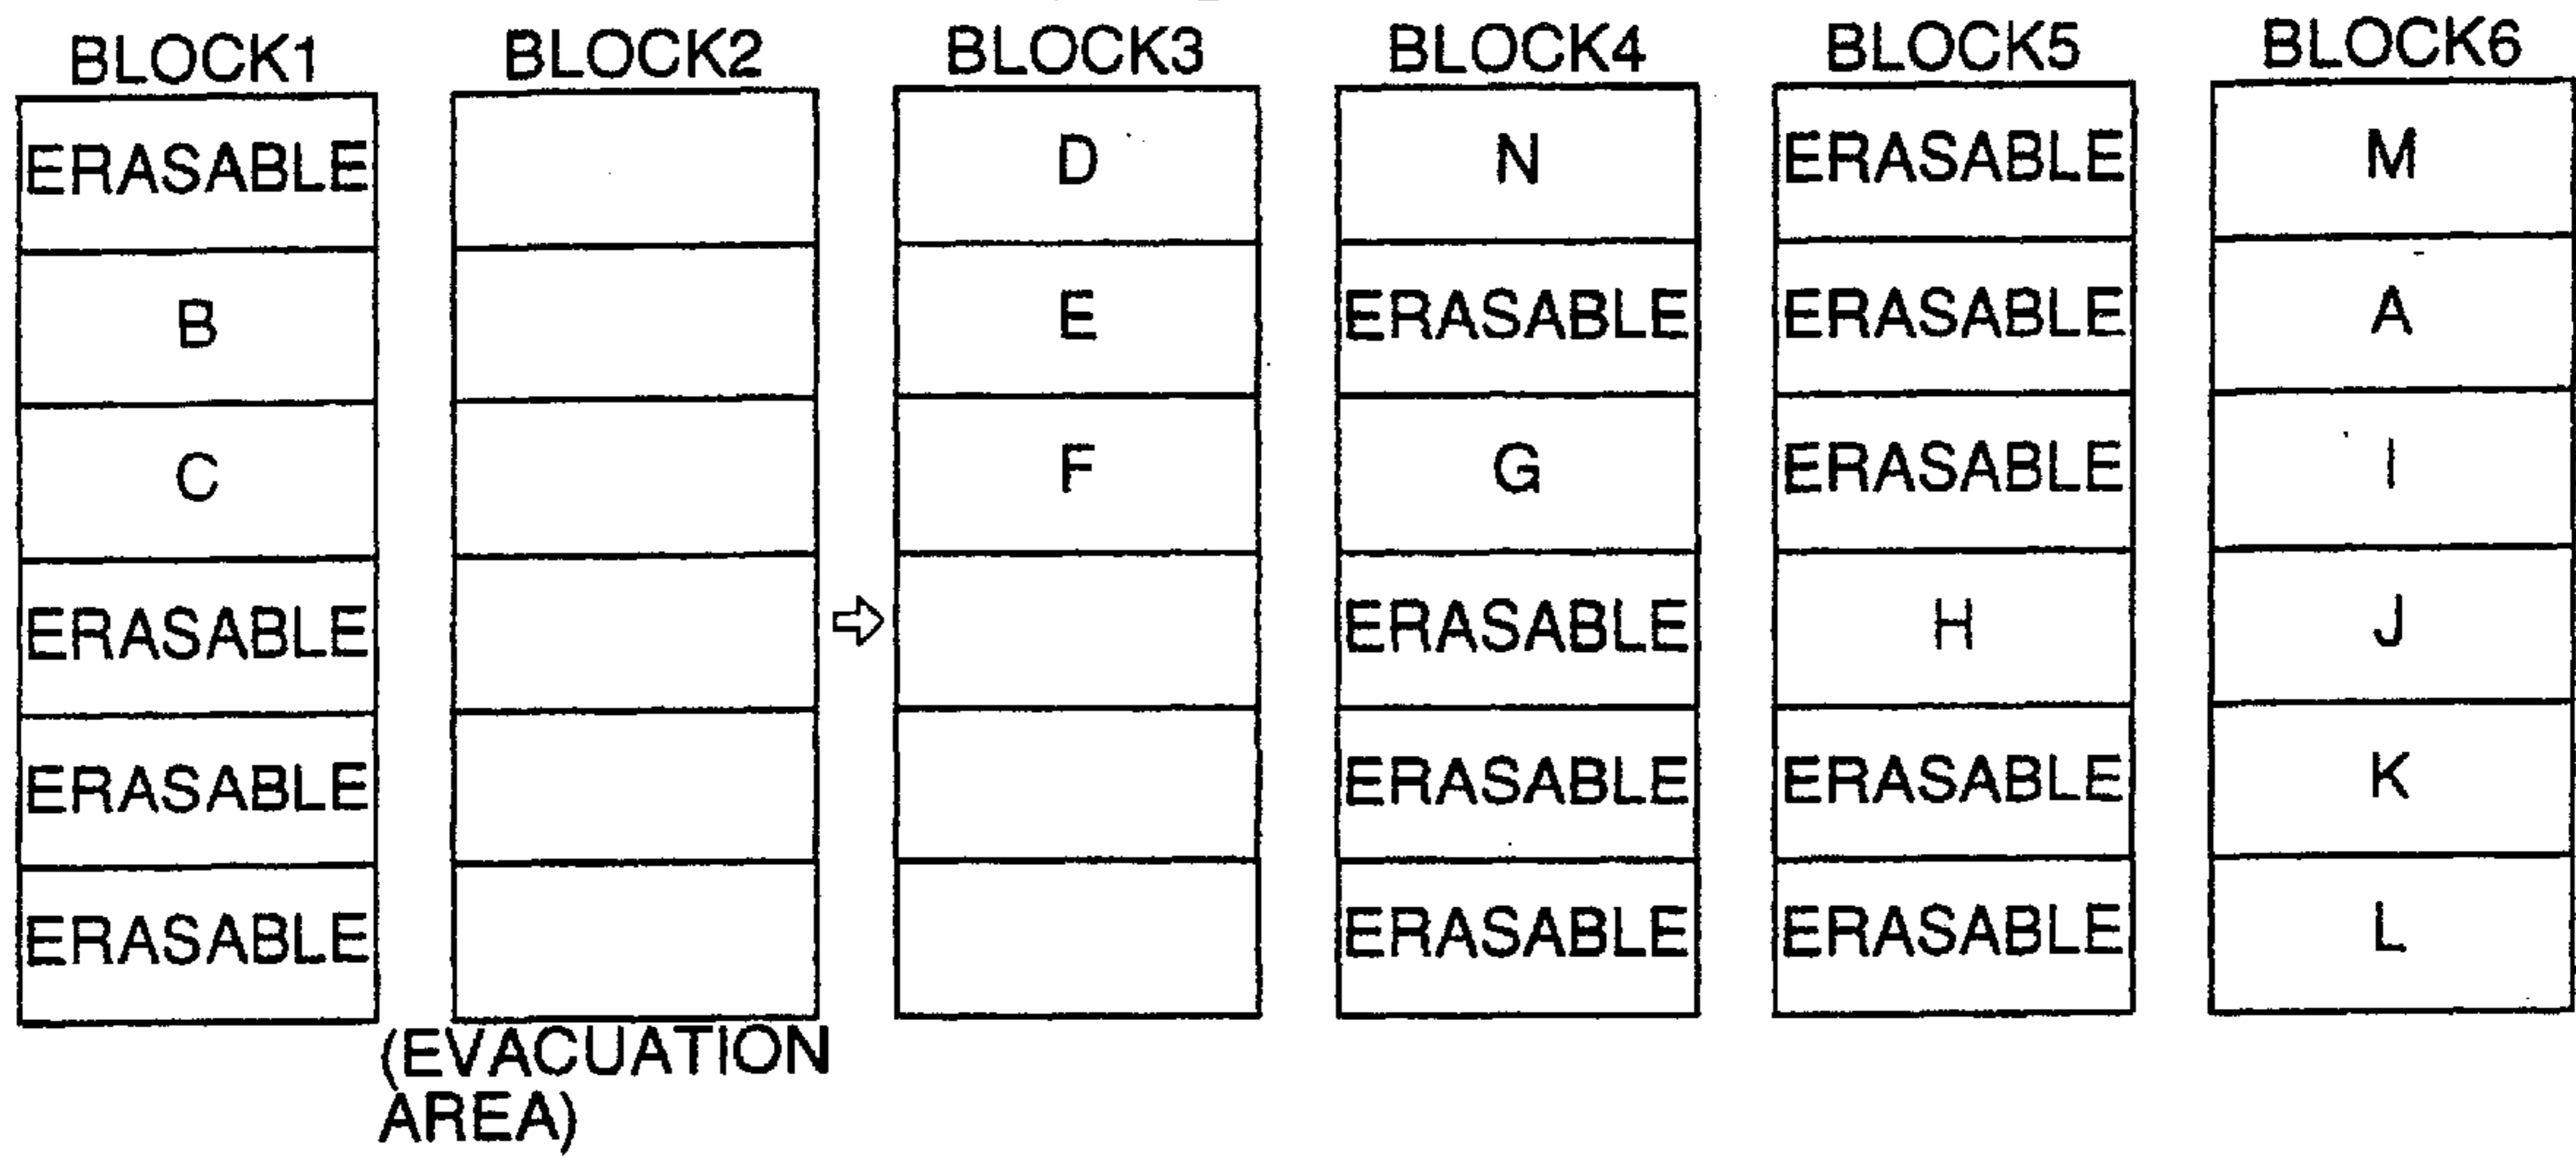 BLOCK1 BLOCK2 BLOCK3 BLOCK4 BLOCK5 BLOCK6
ERASABLE D N ERASABLE M
B E ERASABLE ERASABLE A
C F G ERASABLE I
ERASABLE ERASABLE H J
ERASABLE ERASABLE ERASABLE K
ERASABLE ERASABLE ERASABLE L
(EVACUATION
AREA)